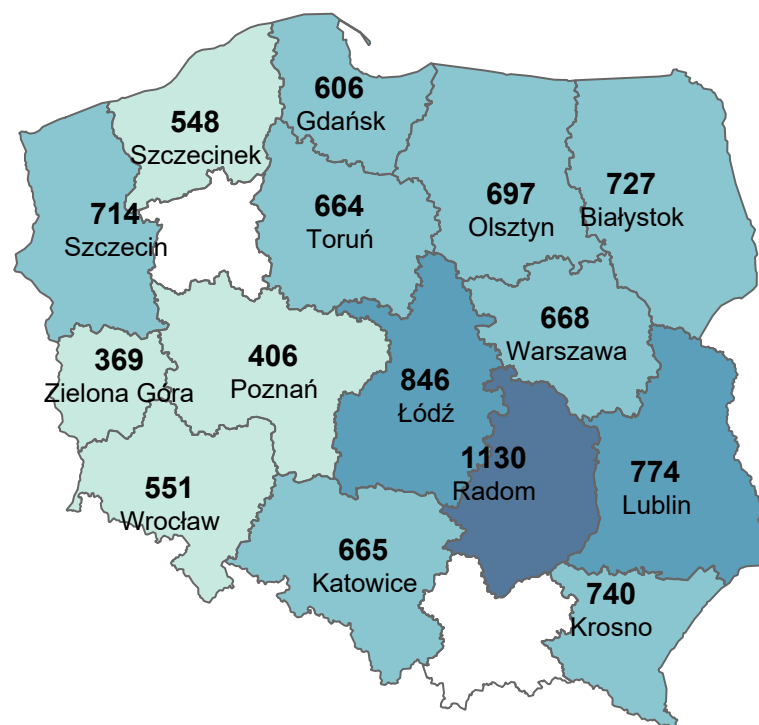 606
Gdańsk
548
Szczecinek
697
Olsztyn
727
Białystok
714
Szczecin
664
Toruń
668
Warszawa
369
Zielona Góra
406
Poznań
846
Łódź
1130
Radom
774
Lublin
551
Wrocław
665
Katowice
740
Krosno